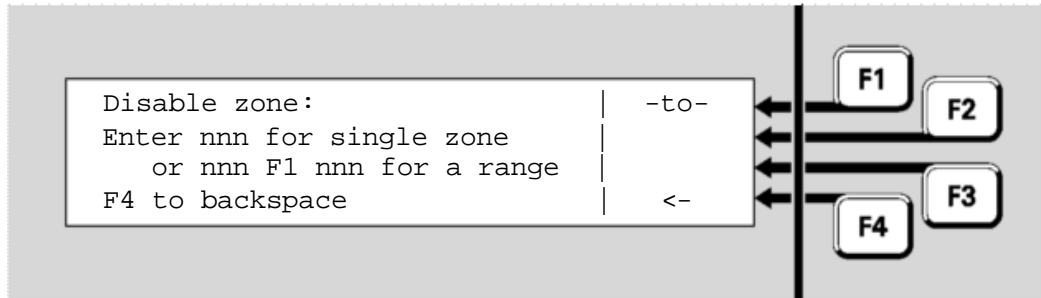 Disable zone: | -to-
Enter nnn for single zone |
or nnn F1 nnn for a range |
F4 to backspace | <-
F1
F2
F3
F4